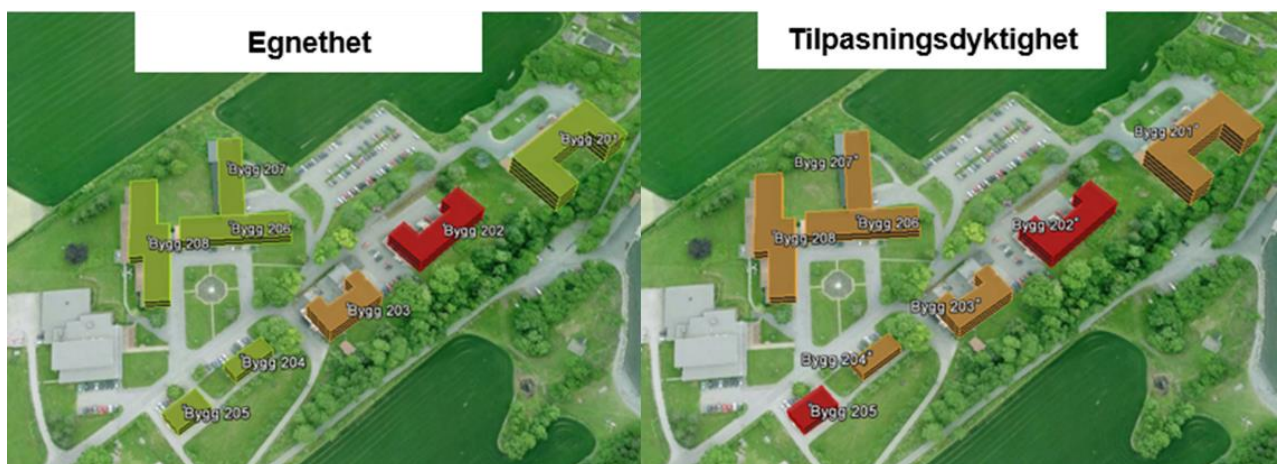 Egnethet
Bygg 201
Bygg 207
Bygg 206
Bygg 202
Bygg 208
Bygg 203
Bygg 204
Bygg 205
Tilpasningsdyktighet
Bygg 201*
Bygg 207*
Bygg 206
Bygg 202*
Bygg 208
Bygg 203*
Bygg 204*
Bygg 205